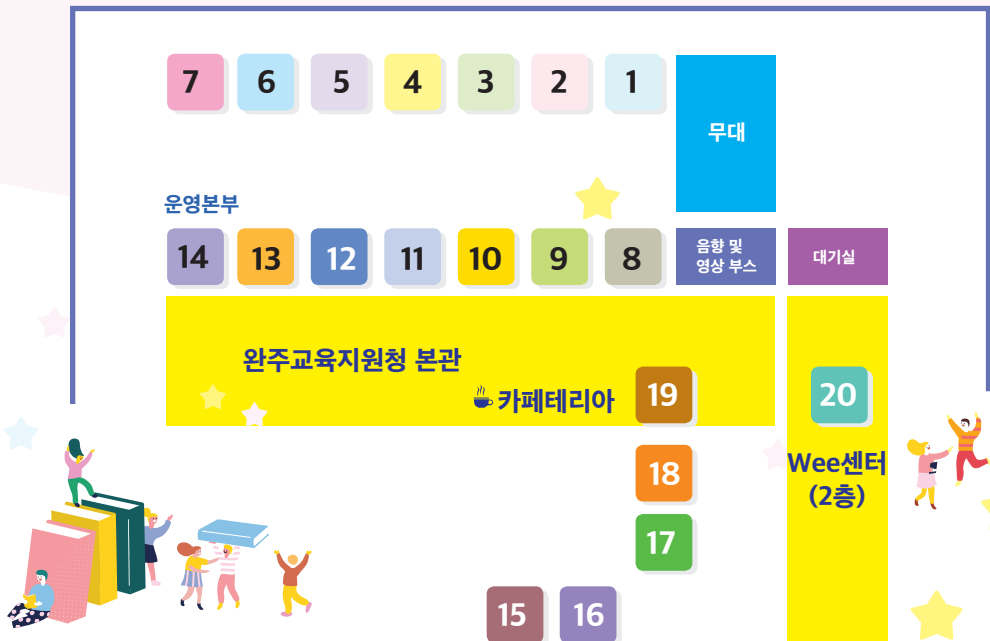 7 6 5 4 3 2 1
무대
운영본부
14 13 12 11 10 9 8
음향 및
영상 부스
대기실
완주교육지원청 본관
카페테리아
19
20
18
Wee센터
(2층)
17
15 16